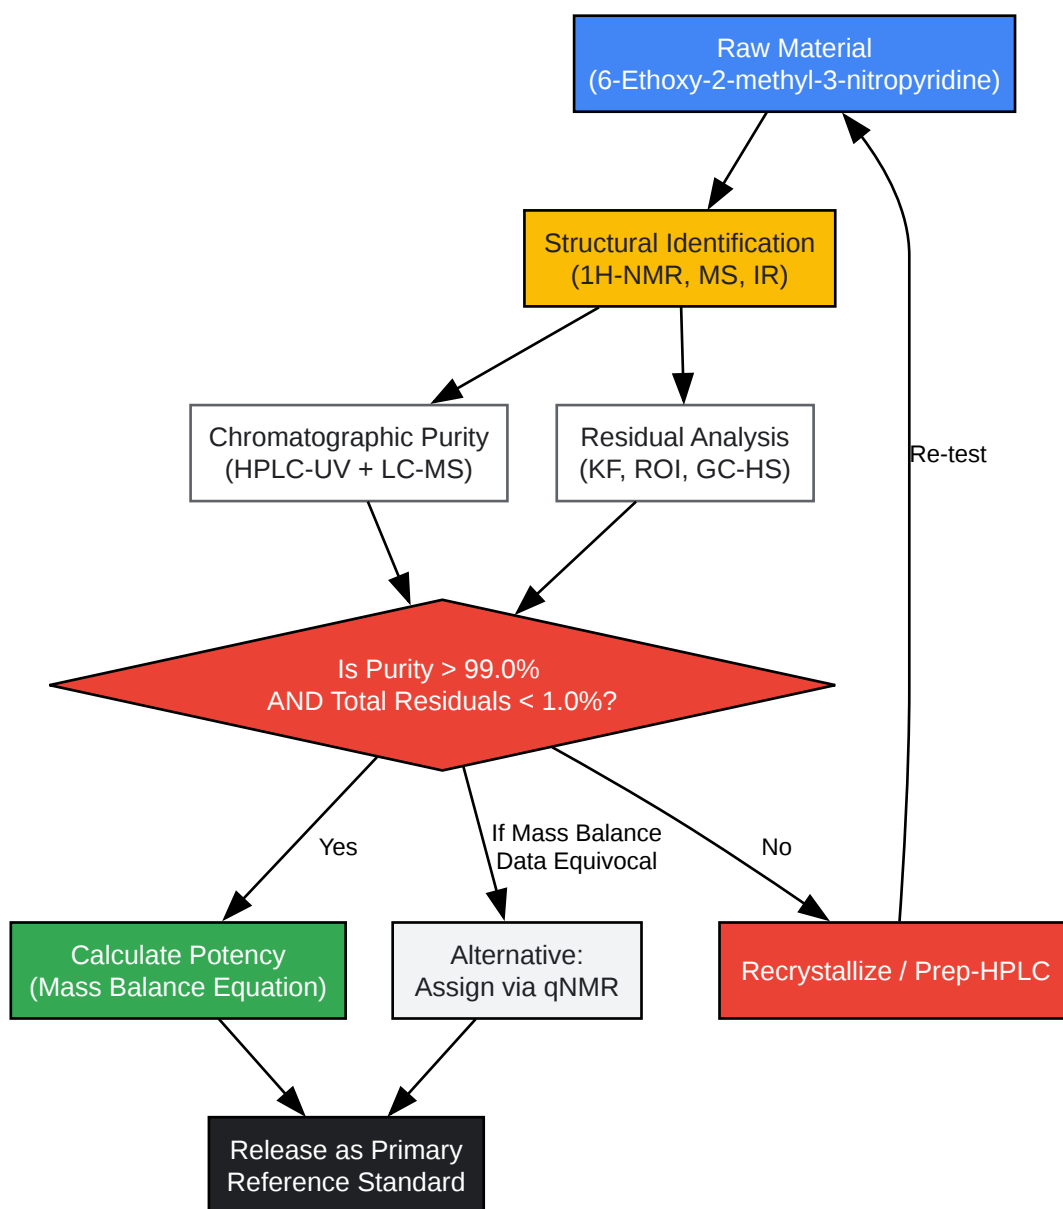 Raw Material
(6-Ethoxy-2-methyl-3-nitropyridine)
Structural Identification
(1H-NMR, MS, IR)
Chromatographic Purity
(HPLC-UV + LC-MS)
Residual Analysis
(KF, ROI, GC-HS)
Re-test
Is Purity > 99.0%
AND Total Residuals < 1.0%?
Yes
If Mass Balance
Data Equivocal
No
Calculate Potency
(Mass Balance Equation)
Alternative:
Assign via qNMR
Recrystallize / Prep-HPLC
Release as Primary
Reference Standard